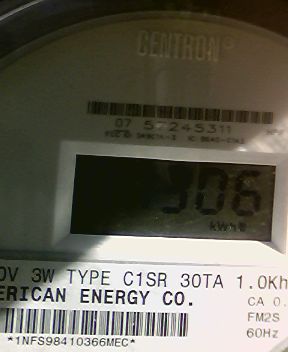 CENTRON®
07 57245311
306
kWh
0V 3W TYPE C1SR 30TA 1.0Kh
ERICAN ENERGY CO.
CA 0.
FM2S
60Hz
*1NFS98410366MEC*